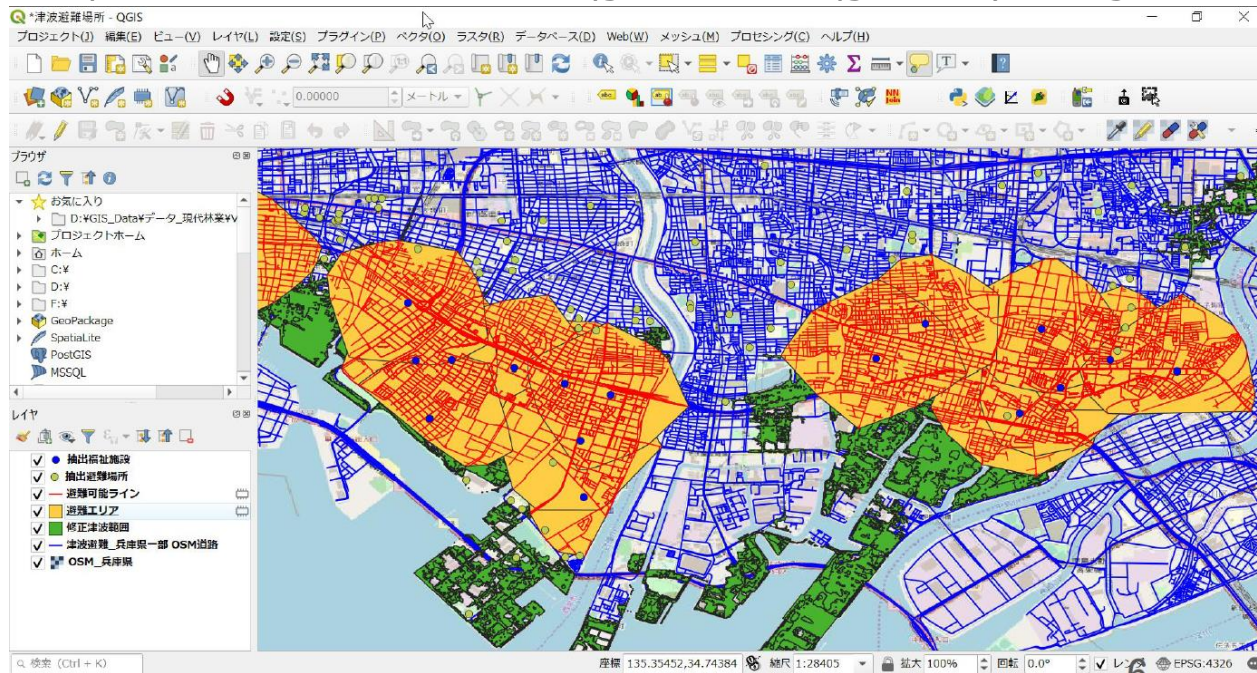 *津波避難場所 - QGIS
プロジェクト(J) 編集(E) ビュー(V) レイヤ(L) 設定(S) プラグイン(P) ベクタ(O) ラスタ(R) データベース(D) Web(W) メッシュ(M) プロセシング(C) ヘルプ(H)
0.00000 メートル
ブラウザ
お気に入り
D:¥GIS_Data¥データ_現代林業¥V
プロジェクトホーム
ホーム
C:¥
D:¥
F:¥
GeoPackage
SpatiaLite
PostGIS
MSSQL
レイヤ
抽出福祉施設
抽出避難場所
避難可能ライン
避難エリア
修正津波範囲
津波避難_兵庫県一部 OSM道路
OSM_兵庫県
検索 (Ctrl + K) 座標 135.35452,34.74384 縮尺 1:28405 拡大 100% 回転 0.0° EPSG:4326